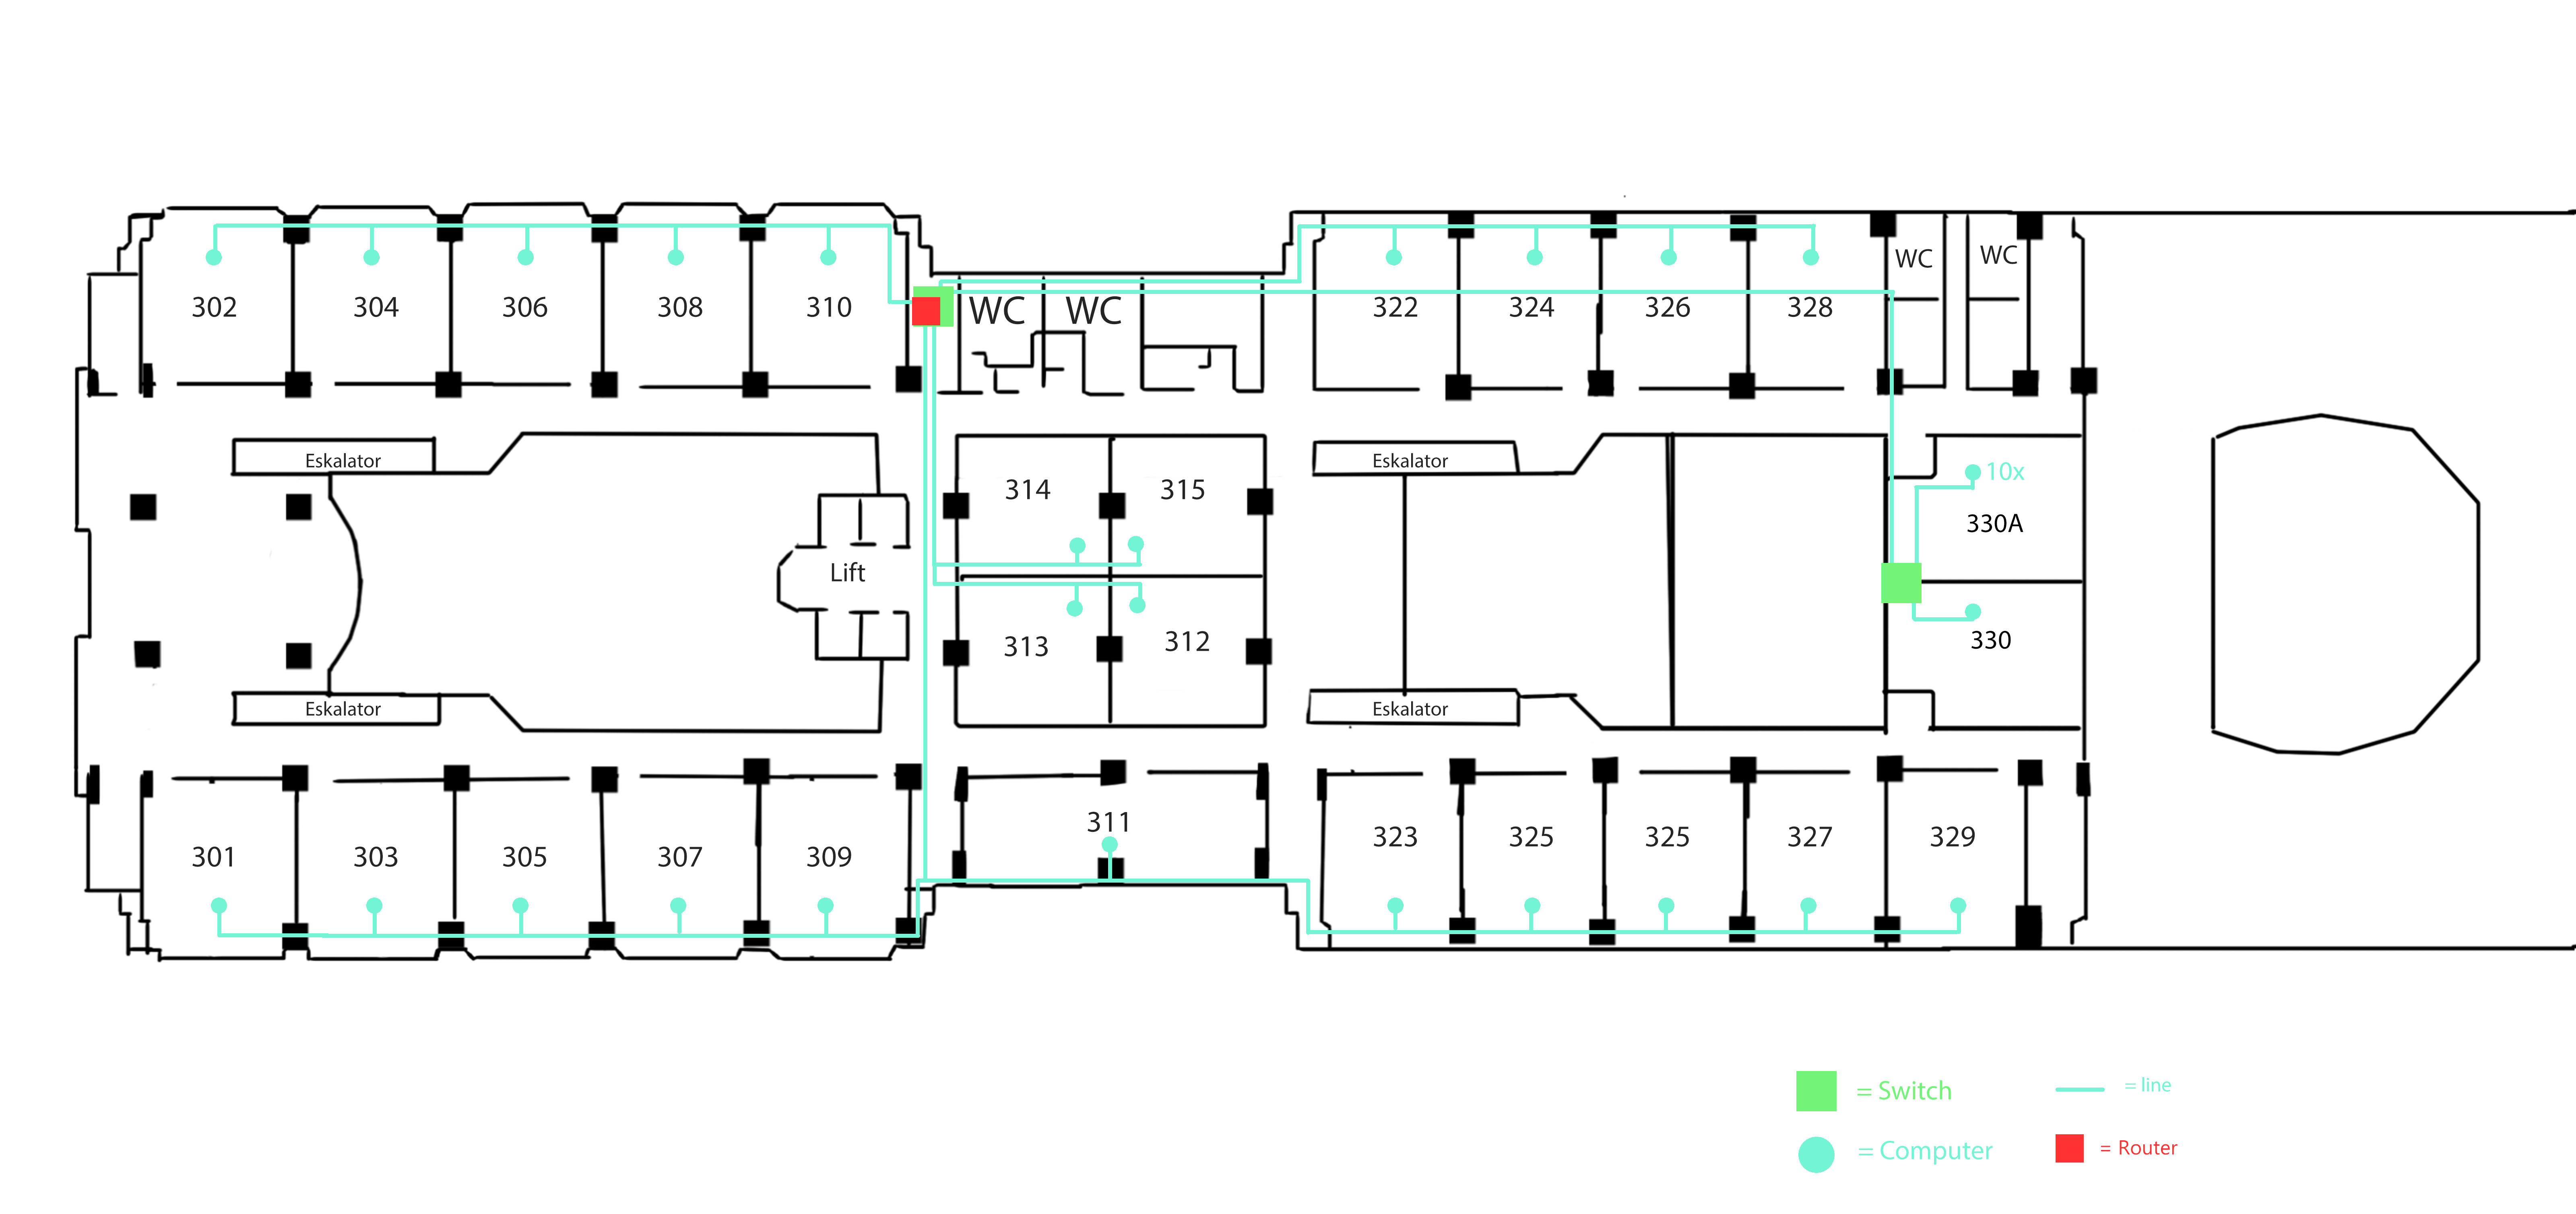 WC
WC
WC
WC
302
304
306
308
310
322
324
326
328
Eskalator
Eskalator
10x
314
315
330A
Lift
313
312
330
Eskalator
Eskalator
311
301
303
305
307
309
323
325
325
327
329
= Switch
= line
= Computer
= Router